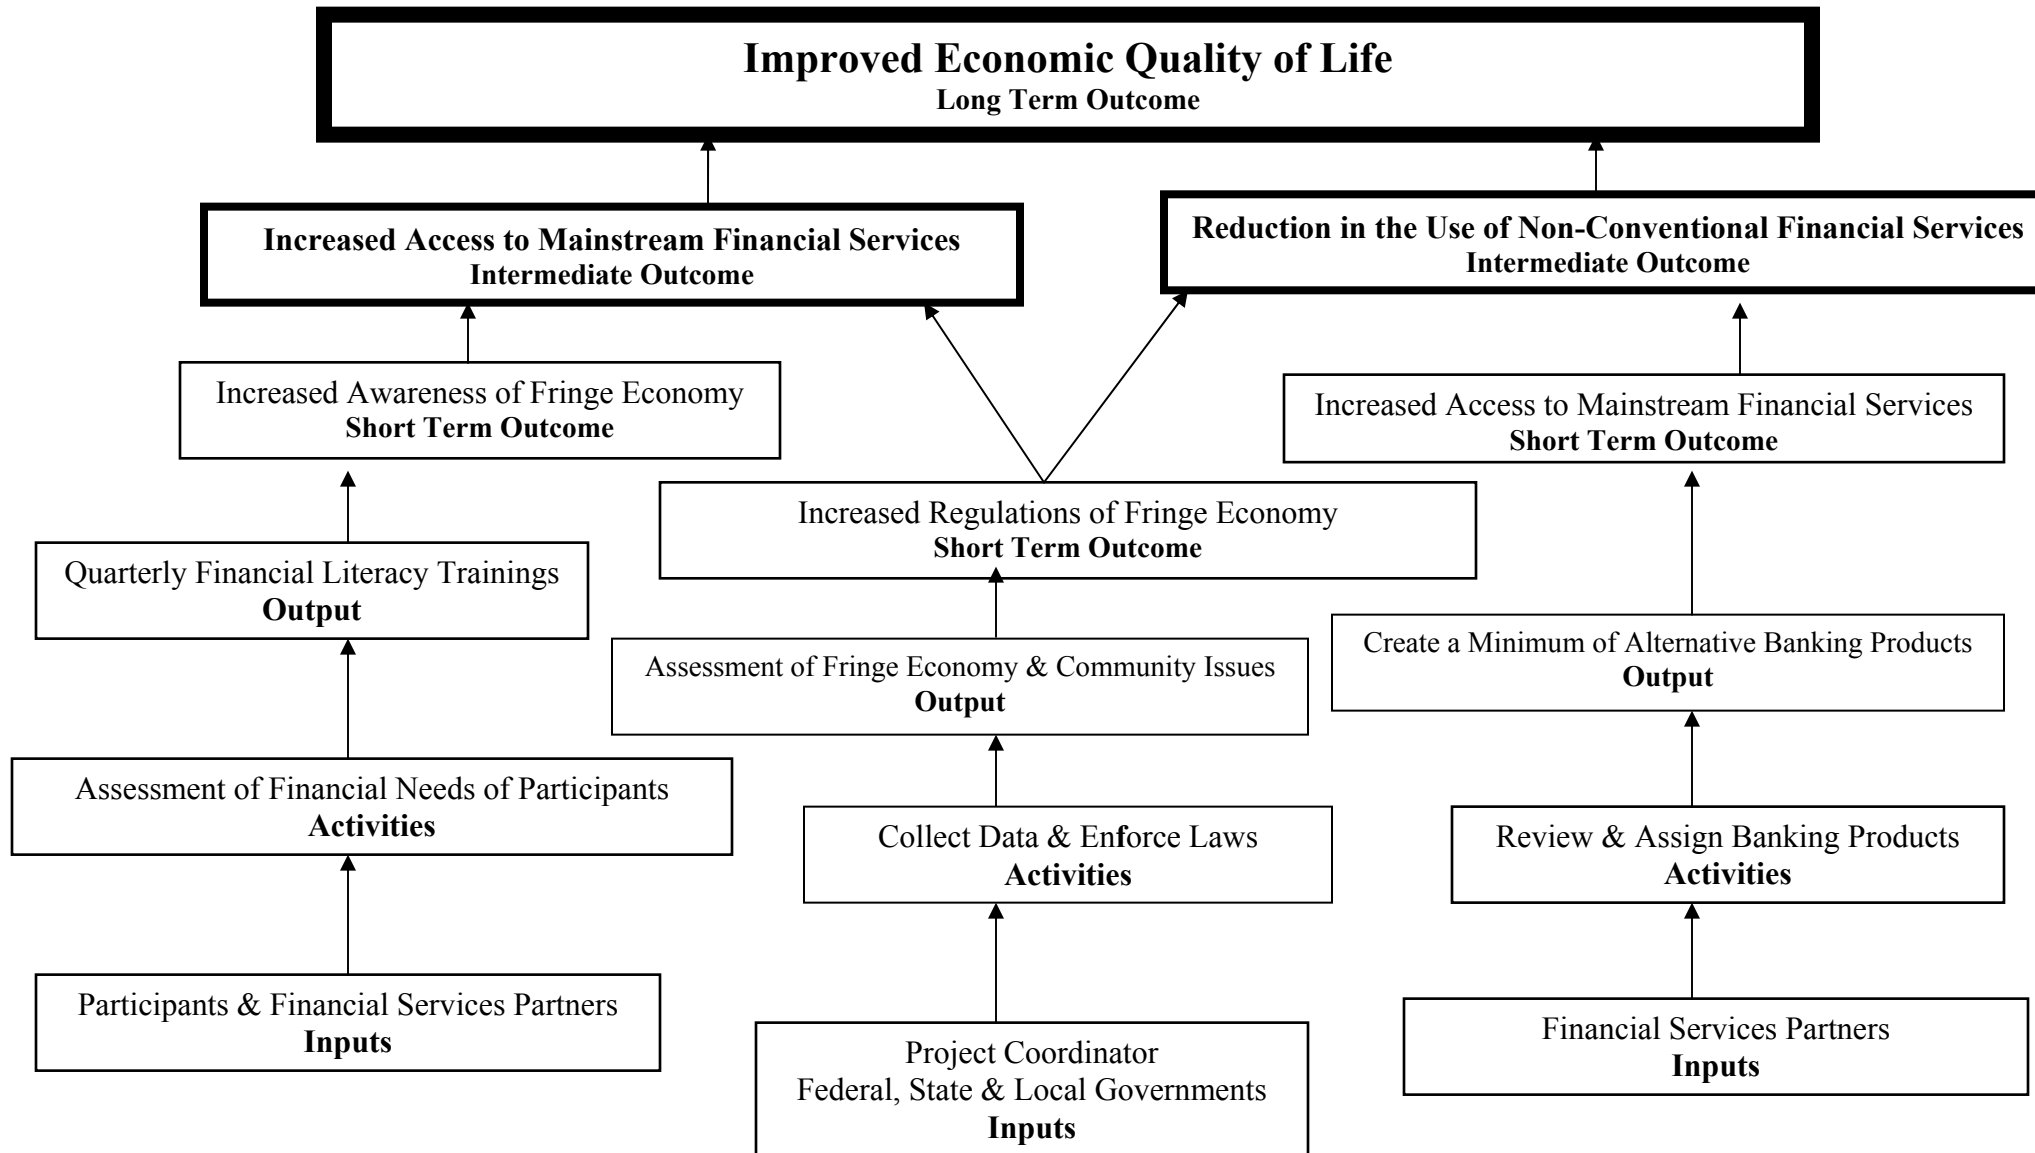 Improved Economic Quality of Life
Long Term Outcome
Increased Access to Mainstream Financial Services
Intermediate Outcome
Reduction in the Use of Non-Conventional Financial Services
Intermediate Outcome
Increased Awareness of Fringe Economy
Short Term Outcome
Increased Access to Mainstream Financial Services
Short Term Outcome
Increased Regulations of Fringe Economy
Short Term Outcome
Quarterly Financial Literacy Trainings
Output
Assessment of Fringe Economy & Community Issues
Output
Create a Minimum of Alternative Banking Products
Output
Assessment of Financial Needs of Participants
Activities
Collect Data & Enforce Laws
Activities
Review & Assign Banking Products
Activities
Participants & Financial Services Partners
Inputs
Project Coordinator
Federal, State & Local Governments
Inputs
Financial Services Partners
Inputs